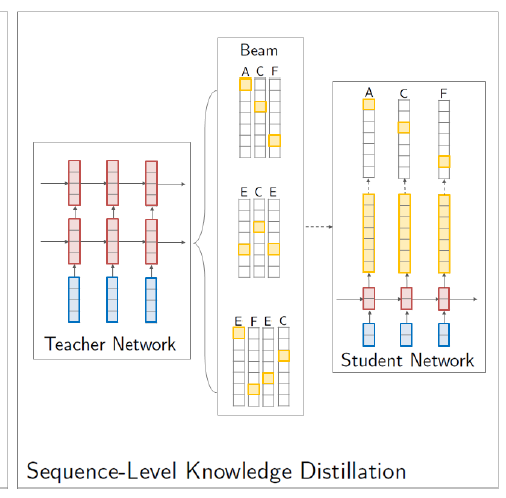 Beam
A C F
E C E
E F E C
Teacher Network
A C F
Student Network
Sequence-Level Knowledge Distillation